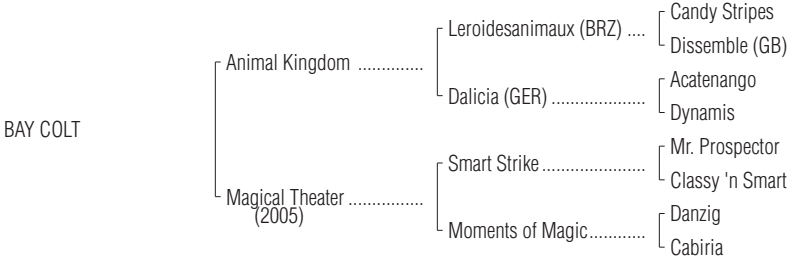 Candy Stripes
Leroidesanimaux (BRZ) ....
Dissemble (GB)
Animal Kingdom ..............
Acatenango
Dalicia (GER) .....................
Dynamis
BAY COLT
Mr. Prospector
Smart Strike .......................
Classy 'n Smart
Magical Theater ................
(2005)
Danzig
Moments of Magic............
Cabiria